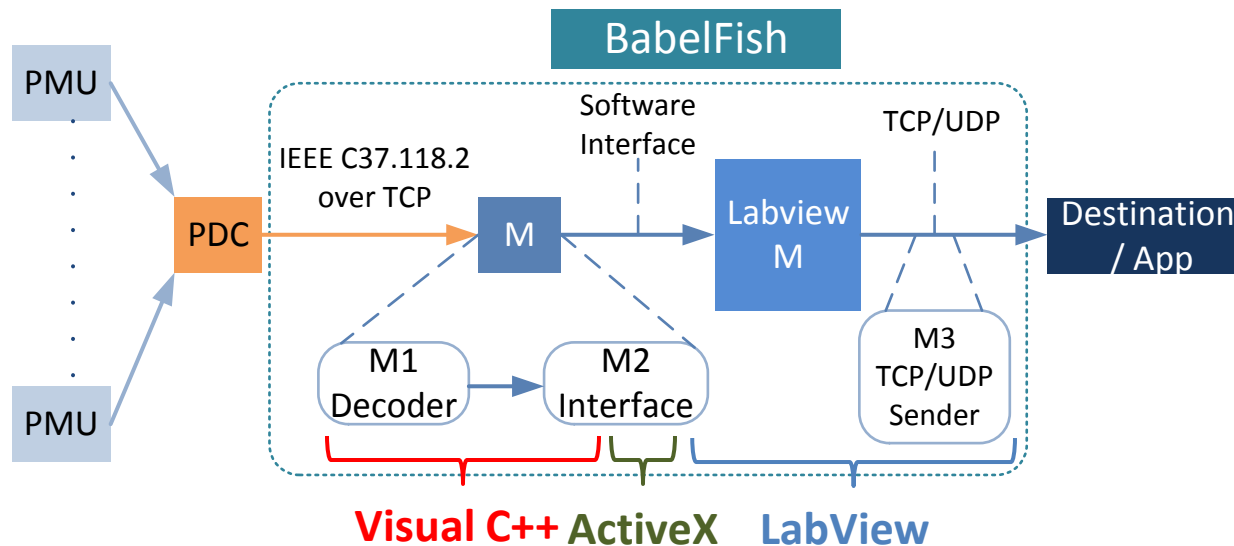 BabelFish
PMU
Software
Interface
TCP/UDP
IEEE C37.118.2
over TCP
PDC
M
Labview
M
Destination
/ App
M1
Decoder
M2
Interface
M3
TCP/UDP
Sender
PMU
Visual C++
ActiveX
LabView